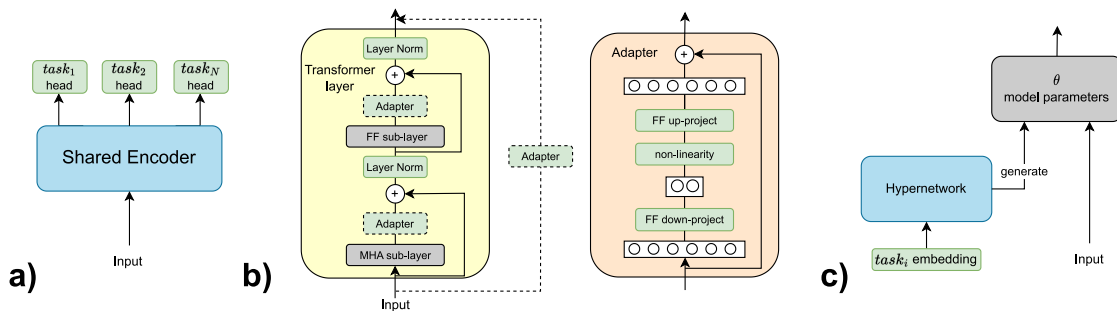 task₁
head
task₂
head
task_N
head
Shared Encoder
Input
a)
Layer Norm
+
Transformer
layer
Adapter
FF sub-layer
Layer Norm
+
Adapter
MHA sub-layer
Input
Adapter
b)
Adapter
+
FF up-project
non-linearity
FF down-project
θ
model parameters
generate
Hypernetwork
task_i embedding
Input
c)